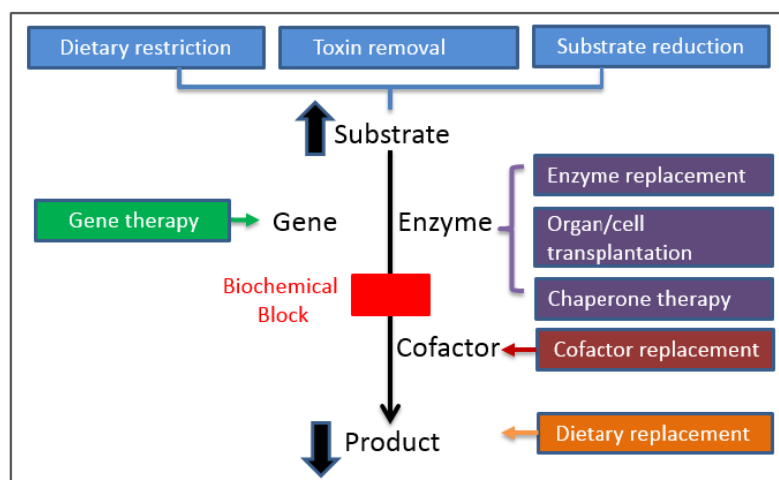 Dietary restriction
Toxin removal
Substrate reduction
Substrate
Enzyme replacement
Gene therapy
Gene
Enzyme
Organ/cell
transplantation
Biochemical
Block
Chaperone therapy
Cofactor
Cofactor replacement
Product
Dietary replacement